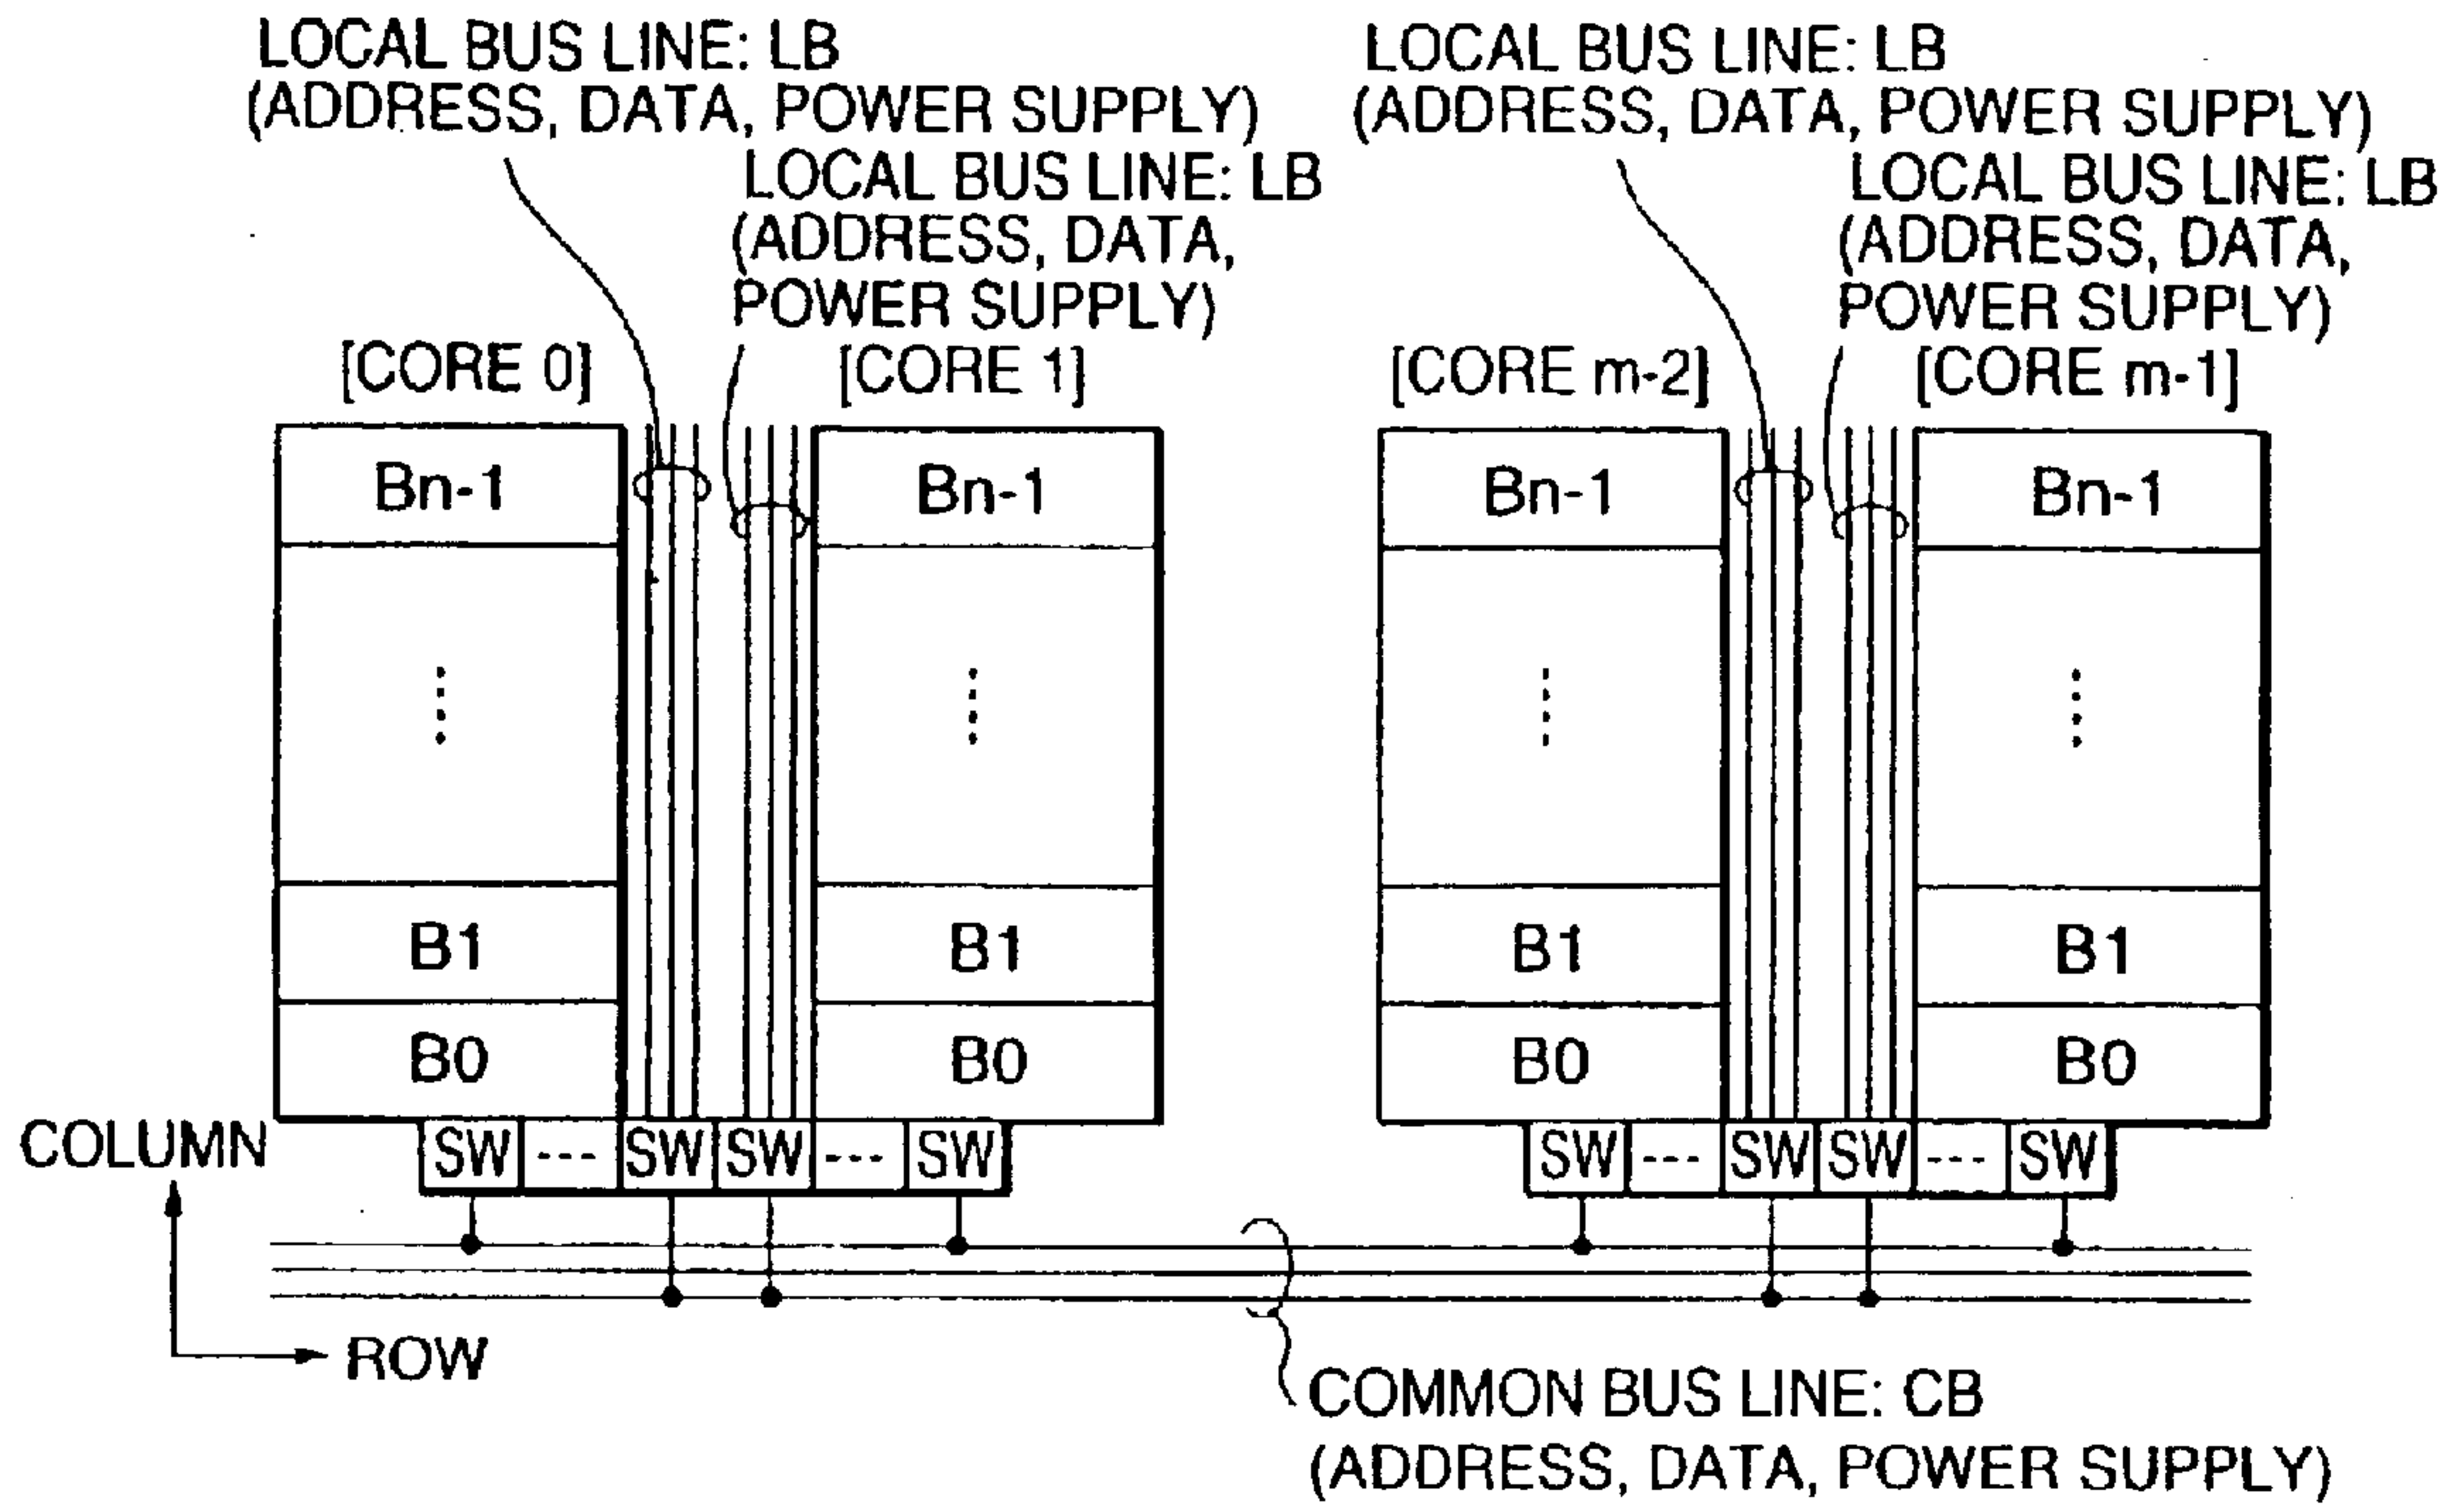 LOCAL BUS LINE: LB
(ADDRESS, DATA, POWER SUPPLY)
LOCAL BUS LINE: LB
(ADDRESS, DATA,
POWER SUPPLY)
LOCAL BUS LINE: LB
(ADDRESS, DATA, POWER SUPPLY)
LOCAL BUS LINE: LB
(ADDRESS, DATA,
POWER SUPPLY)
[CORE 0]
[CORE 1]
[CORE m-2]
[CORE m-1]
Bn-1
Bn-1
Bn-1
Bn-1
B1
B1
B1
B1
B0
B0
B0
B0
SW --- SW SW --- SW
SW --- SW SW --- SW
COLUMN
ROW
COMMON BUS LINE: CB
(ADDRESS, DATA, POWER SUPPLY)